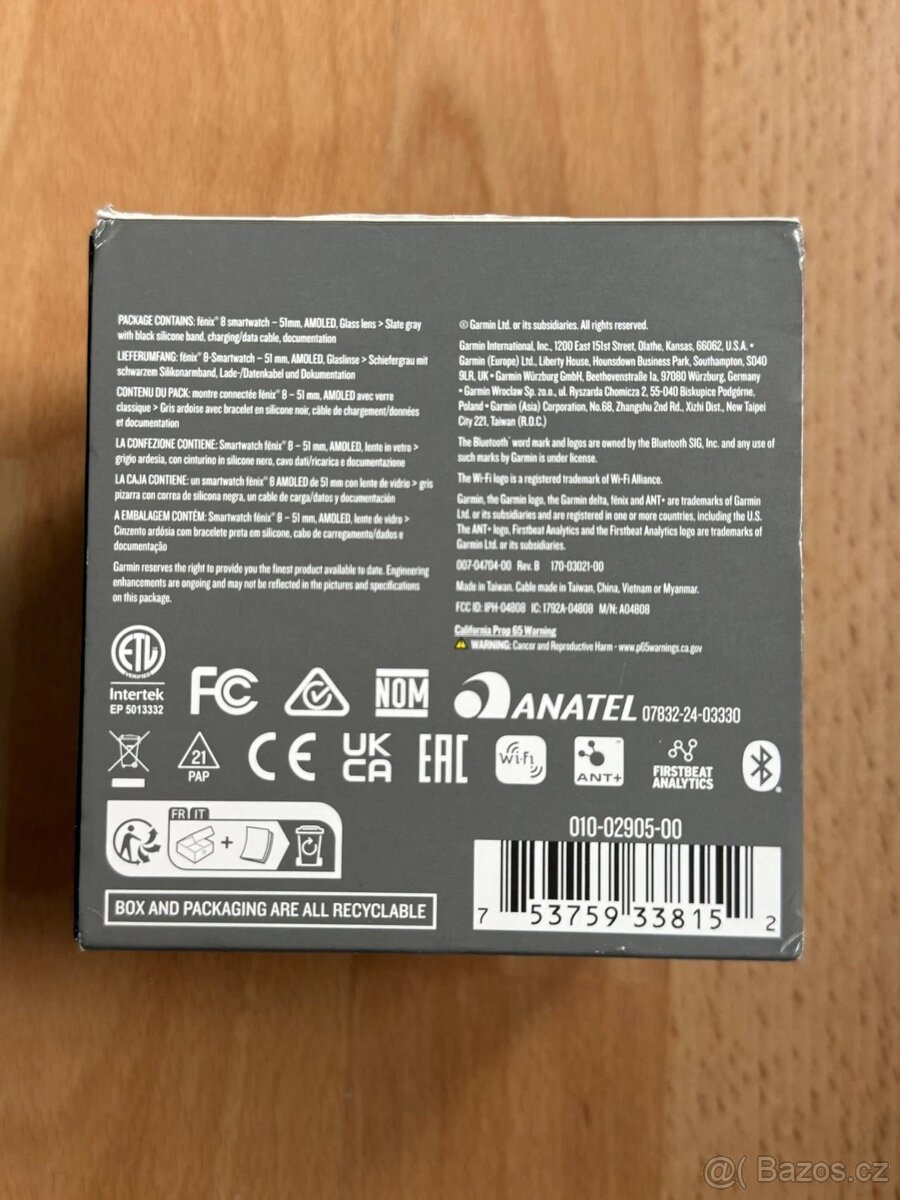 PACKAGE CONTAINS: fēnix® 8 smartwatch – 51mm, AMOLED, Glass lens > Slate gray
with black silicone band, charging/data cable, documentation
LIEFERUMFANG: fēnix® 8-Smartwatch – 51 mm, AMOLED, Glaslinse > Schiefergrau mit
schwarzem Silikonarmband, Lade-/Datenkabel und Dokumentation
CONTENU DU PACK: montre connectée fēnix® 8 – 51 mm, AMOLED avec verre
classique > Gris ardoise avec bracelet en silicone noir, câble de chargement/données
et documentation
LA CONFEZIONE CONTIENE: Smartwatch fēnix® 8 – 51 mm, AMOLED, lente in vetro >
grigio ardesia, con cinturino in silicone nero, cavo dati/ricarica e documentazione
LA CAJA CONTIENE: un smartwatch fēnix® 8 AMOLED de 51 mm con lente de vidrio > gris
pizarra con correa de silicona negra, un cable de carga/datos y documentación
A EMBALAGEM CONTÉM: Smartwatch fēnix® 8 – 51 mm, AMOLED, lente de vidro >
Cinzento ardósia com bracelete preta em silicone, cabo de carregamento/dados e
documentação
Garmin reserves the right to provide you the finest product available to date. Engineering
enhancements are ongoing and may not be reflected in the pictures and specifications
on this package.
© Garmin Ltd. or its subsidiaries. All rights reserved.
Garmin International, Inc., 1200 East 151st Street, Olathe, Kansas, 66062, U.S.A. •
Garmin (Europe) Ltd., Liberty House, Hounsdown Business Park, Southampton, SO40
9LR, UK • Garmin Würzburg GmbH, Beethovenstraße 1a, 97080 Würzburg, Germany
• Garmin Wroclaw Sp. zo.o., ul. Ryszarda Chomicza 2, 55-040 Biskupice Podgórne,
Poland • Garmin (Asia) Corporation, No.68, Zhangshu 2nd Rd., Xizhi Dist., New Taipei
City 221, Taiwan (R.O.C.)
The Bluetooth® word mark and logos are owned by the Bluetooth SIG, Inc. and any use of
such marks by Garmin is under license.
The Wi-Fi logo is a registered trademark of Wi-Fi Alliance.
Garmin, the Garmin logo, the Garmin delta, fēnix and ANT+ are trademarks of Garmin
Ltd. or its subsidiaries and are registered in one or more countries, including the U.S.
The ANT+ logo, Firstbeat Analytics and the Firstbeat Analytics logo are trademarks of
Garmin Ltd. or its subsidiaries.
007-04704-00 Rev. B 170-03021-00
Made in Taiwan. Cable made in Taiwan, China, Vietnam or Myanmar.
FCC ID: IPH-04808 IC: 1792A-04808 M/N: A04808
California Prop 65 Warning
WARNING: Cancer and Reproductive Harm - www.p65warnings.ca.gov
ETL
VERIFIED
Intertek
EP 5013332
FC
NOM
ANATEL 07832-24-03330
21
PAP
CE
UK
CA
EAC
Wi-Fi
ANT+
FIRSTBEAT
ANALYTICS
FR IT
+
BOX AND PACKAGING ARE ALL RECYCLABLE
010-02905-00
7 53759 33815 2
@( Bazos.cz